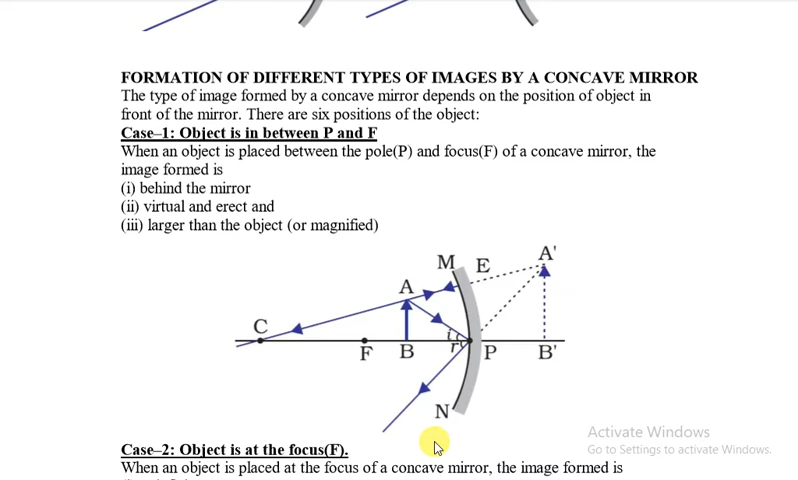 FORMATION OF DIFFERENT TYPES OF IMAGES BY A CONCAVE MIRROR
The type of image formed by a concave mirror depends on the position of object in
front of the mirror. There are six positions of the object:
Case–1: Object is in between P and F
When an object is placed between the pole(P) and focus(F) of a concave mirror, the
image formed is
(i) behind the mirror
(ii) virtual and erect and
(iii) larger than the object (or magnified)
M E A'
A
C
i
r
F B P B'
N
Activate Windows
Go to Settings to activate Windows.
Case–2: Object is at the focus(F).
When an object is placed at the focus of a concave mirror, the image formed is